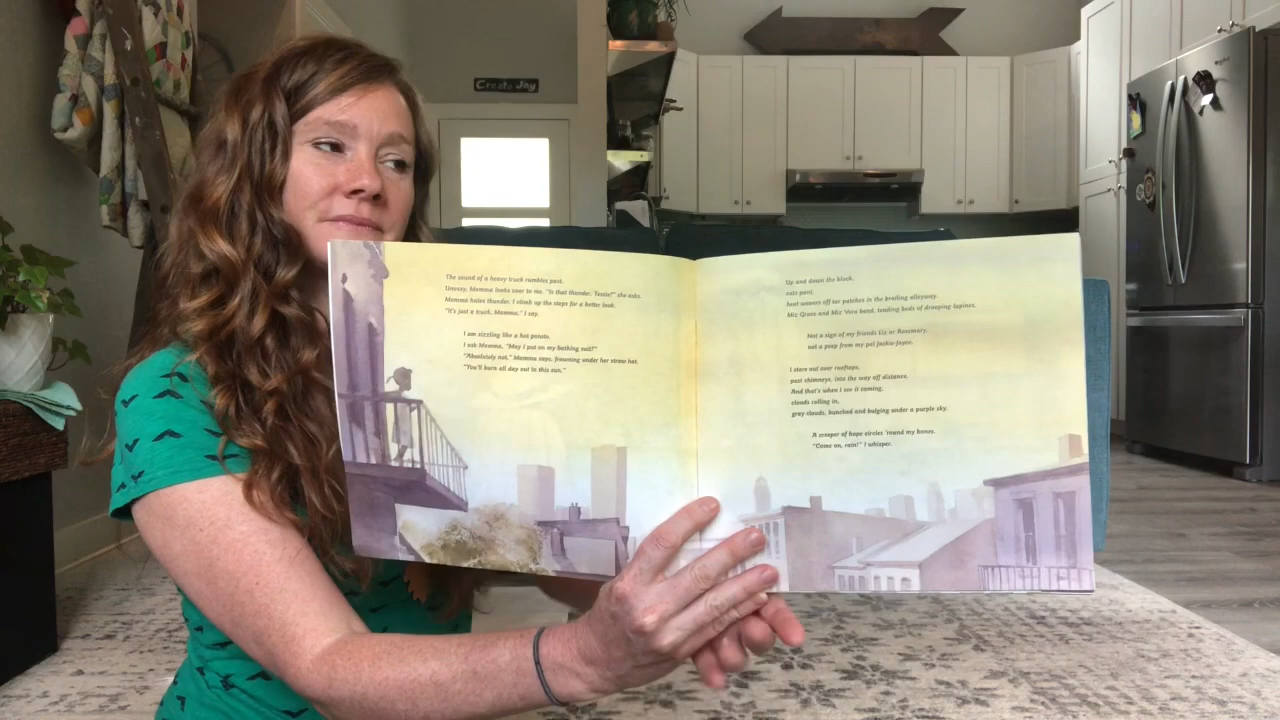 Create Joy
The sound of a heavy truck rumbles past.
Uneasy, Mamma looks over to me. "Is that thunder, Tessie?" she asks.
Mamma hates thunder. I climb up the steps for a better look.
"It's just a truck, Mamma," I say.
I am sizzling like a hot potato.
I ask Mamma, "May I put on my bathing suit?"
"Absolutely not," Mamma says, frowning under her straw hat.
"You'll burn all day out in this sun."
Up and down the block,
cats pant,
heat wavers off tar patches in the broiling alleyway.
Miz Grace and Miz Vera bend, tending beds of drooping lupines.
Not a sign of my friends Liz or Rosemary,
not a peep from my pal Jackie-Joyce.
I stare out over rooftops,
past chimneys, into the way off distance.
And that's when I see it coming,
clouds rolling in,
gray clouds, bunched and bulging under a purple sky.
A creeper of hope circles 'round my bones.
"Come on, rain!" I whisper.